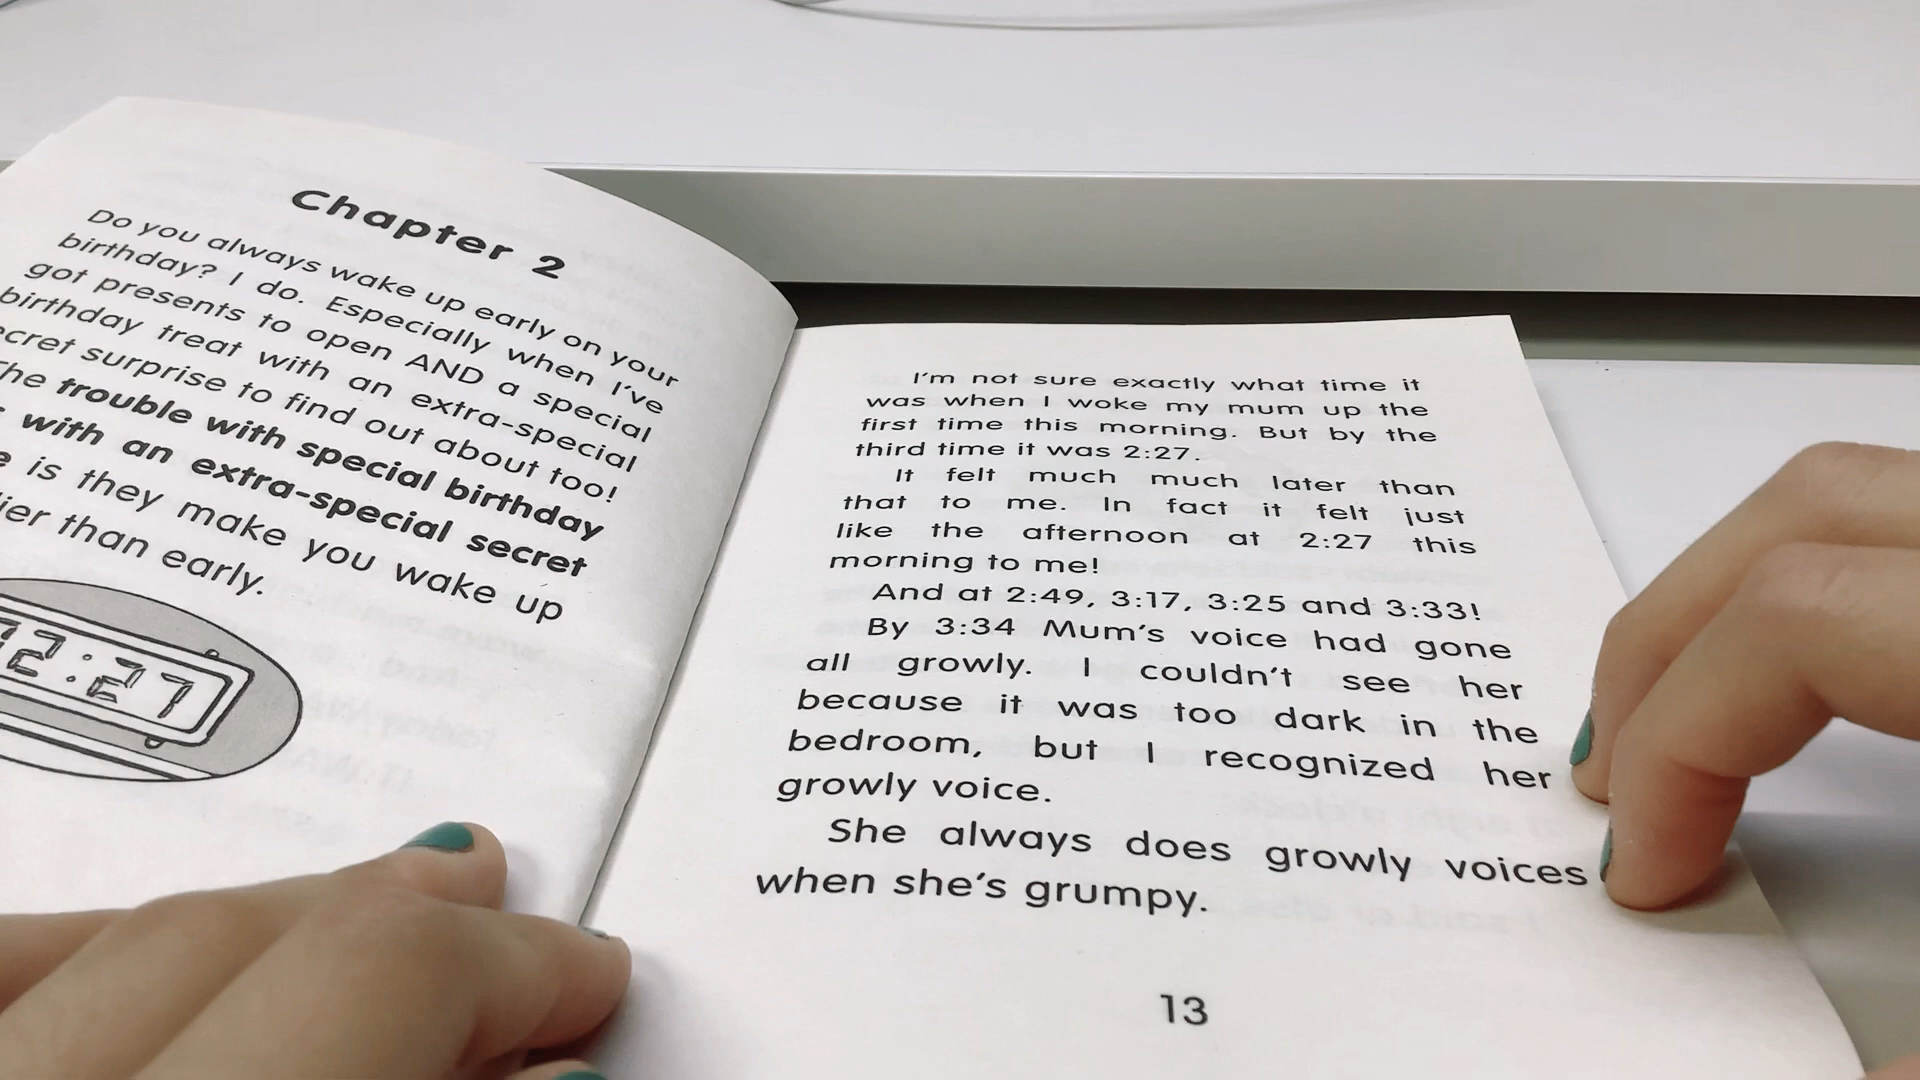 Chapter 2
Do you always wake up early on your
birthday? I do. Especially when I've
got presents to open AND a special
birthday treat with an extra-special
surprise to find out about too!
trouble with special birthday
with an extra-special secret
is they make you wake up
than early.
2:27
I'm not sure exactly what time it
was when I woke my mum up the
first time this morning. But by the
third time it was 2:27.
It felt much much later than
that to me. In fact it felt just
like the afternoon at 2:27 this
morning to me!
And at 2:49, 3:17, 3:25 and 3:33!
By 3:34 Mum's voice had gone
all growly. I couldn't see her
because it was too dark in the
bedroom, but I recognized her
growly voice.
She always does growly voices
when she's grumpy.
13